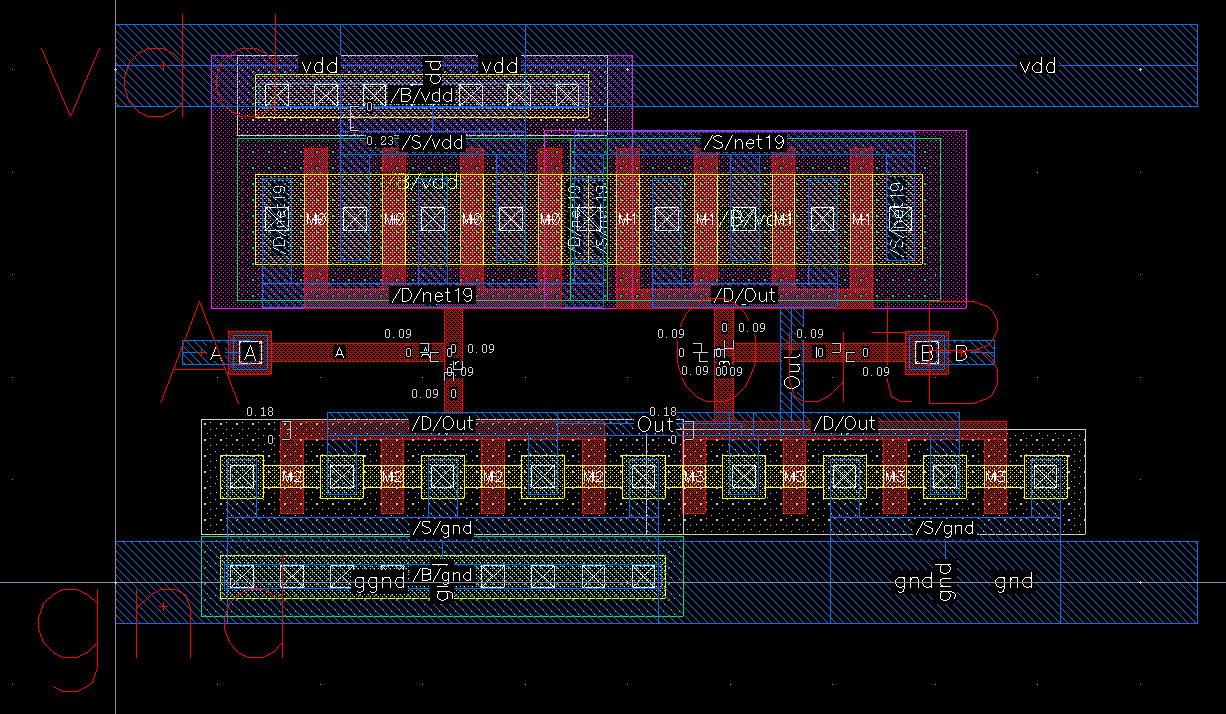 vdd
vdd vdd vdd
/B/vdd
0
0.23 /S/vdd /S/net19
/B/vdd
/D/net19 /D/net19 /S/net19 /S/net19
M0 M0 M0 M0 M1 M1 /B/vdd M1 M1
/D/net19 /D/Out
A Out B
0.09 0.09 0 0.09 0.09
A A A 0 0 0.09 0 0 0 B B
0.09 0.09 0.09 0.09
0.09 0
Out
0.18 0.18
/D/Out Out /D/Out
0 0
M2 M2 M2 M2 M3 M3 M3 M3
/S/gnd /S/gnd
ggnd /B/gnd gnd gnd gnd gnd
gnd